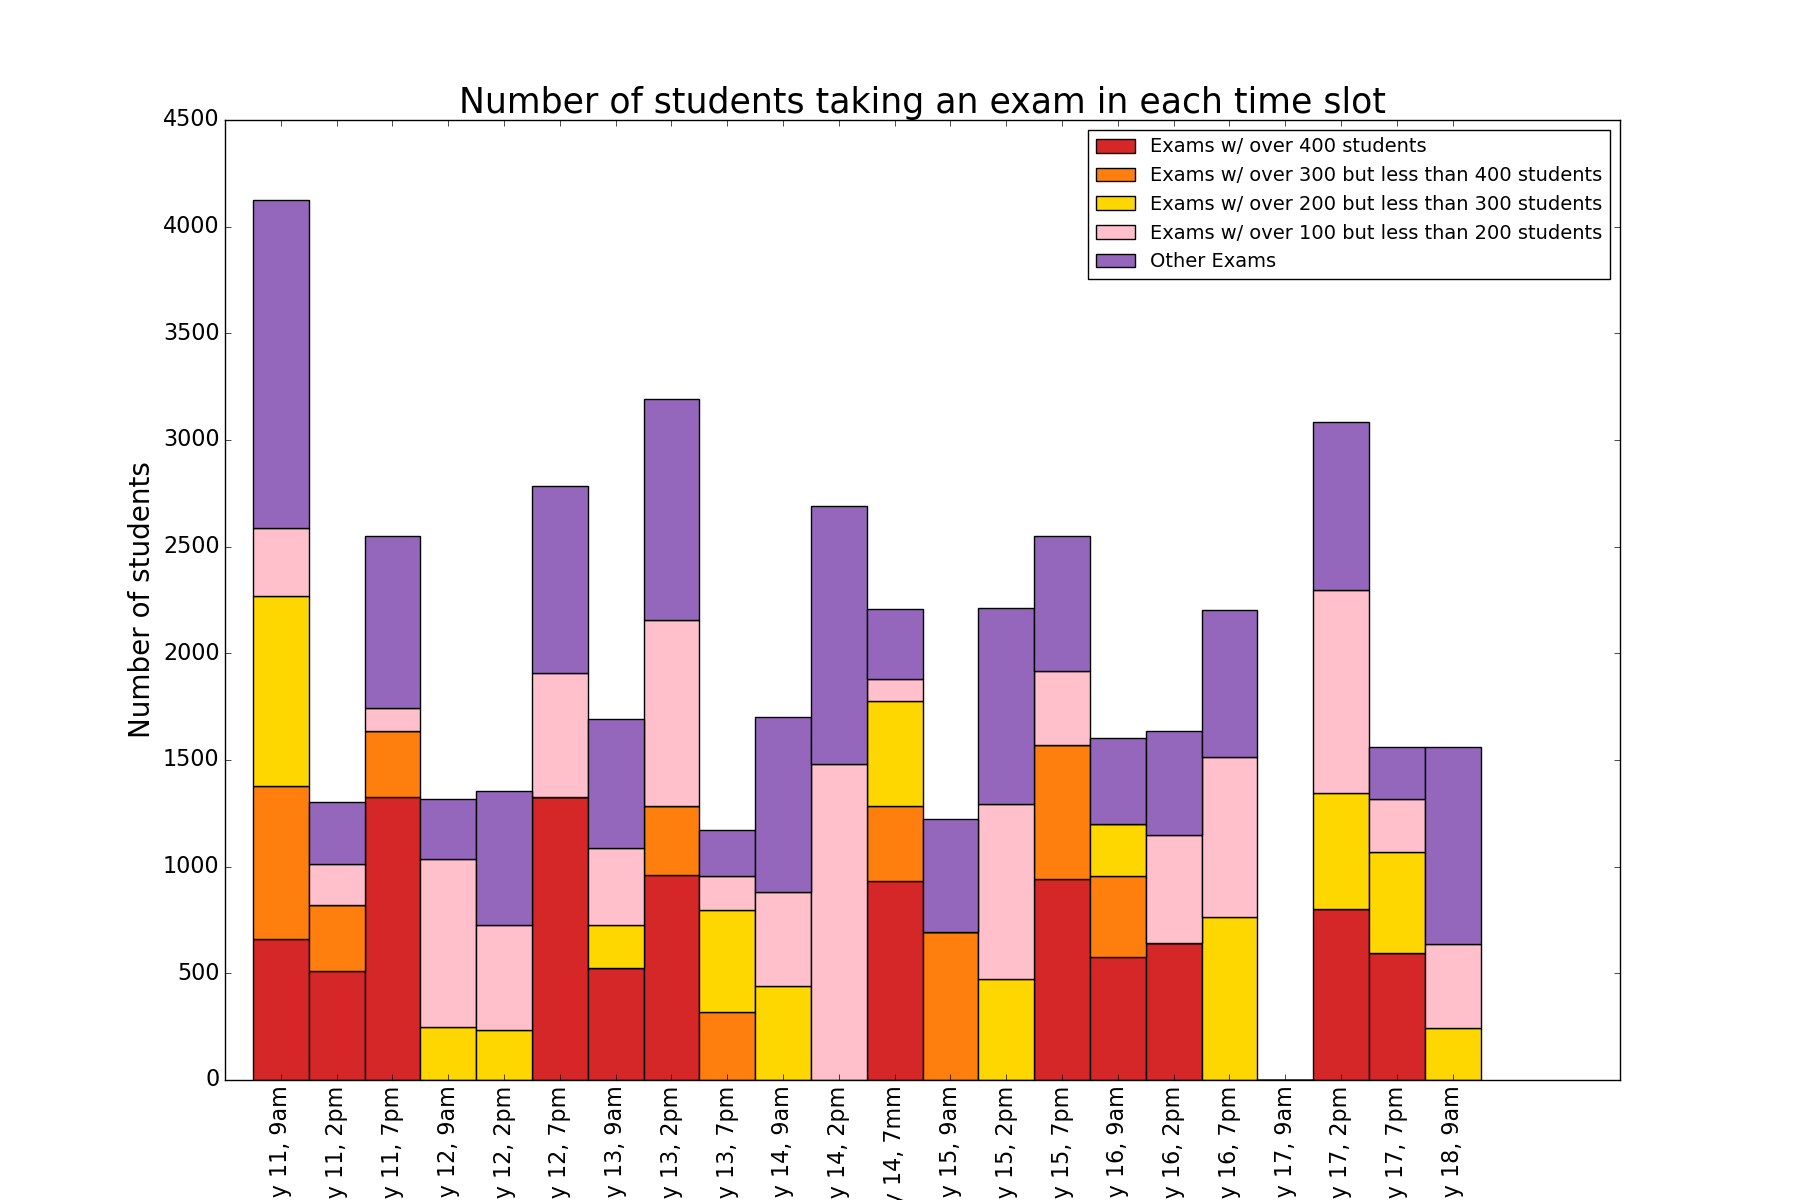 Number of students taking an exam in each time slot
4500
4000
3500
3000
2500
2000
1500
1000
500
0
Number of students
Exams w/ over 400 students
Exams w/ over 300 but less than 400 students
Exams w/ over 200 but less than 300 students
Exams w/ over 100 but less than 200 students
Other Exams
y 11, 9am
y 11, 2pm
y 11, 7pm
y 12, 9am
y 12, 2pm
y 12, 7pm
y 13, 9am
y 13, 2pm
y 13, 7pm
y 14, 9am
y 14, 2pm
y 14, 7mm
y 15, 9am
y 15, 2pm
y 15, 7pm
y 16, 9am
y 16, 2pm
y 16, 7pm
y 17, 9am
y 17, 2pm
y 17, 7pm
y 18, 9am